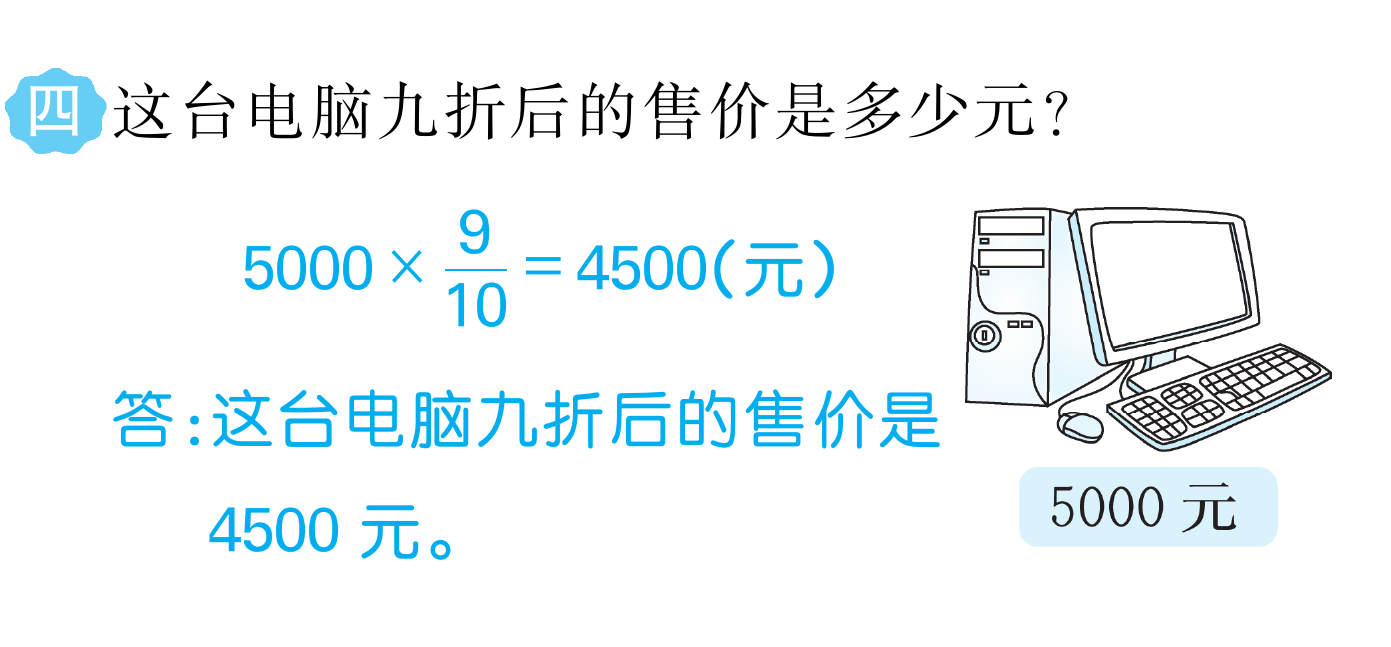 四 这台电脑九折后的售价是多少元?
5000 × 9/10 = 4500(元)
答:这台电脑九折后的售价是
4500 元。
5000 元